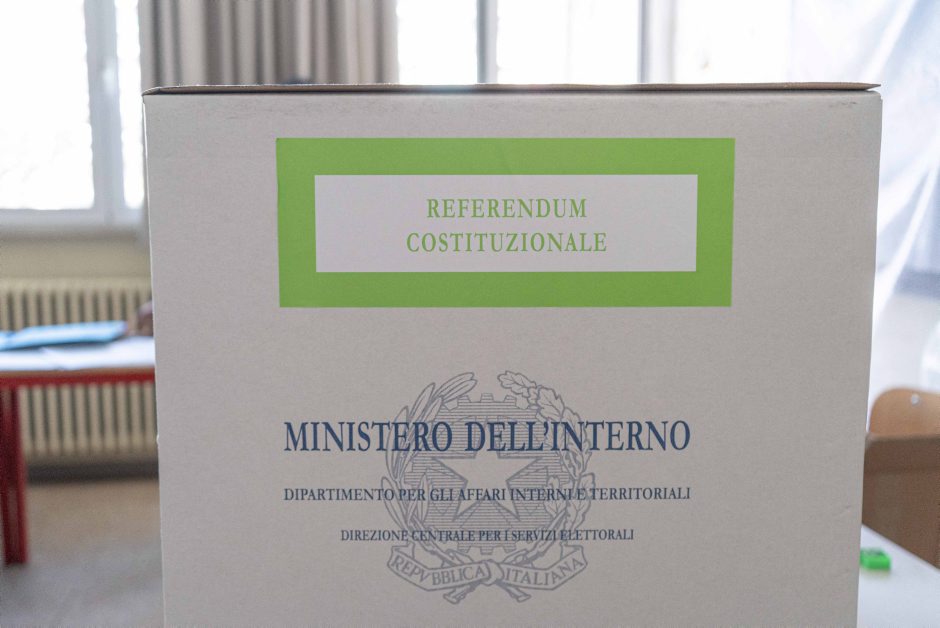 REFERENDUM
COSTITUZIONALE
MINISTERO DELL'INTERNO
DIPARTIMENTO PER GLI AFFARI INTERNI E TERRITORIALI
DIREZIONE CENTRALE PER I SERVIZI ELETTORALI
REPVBBLICA ITALIANA